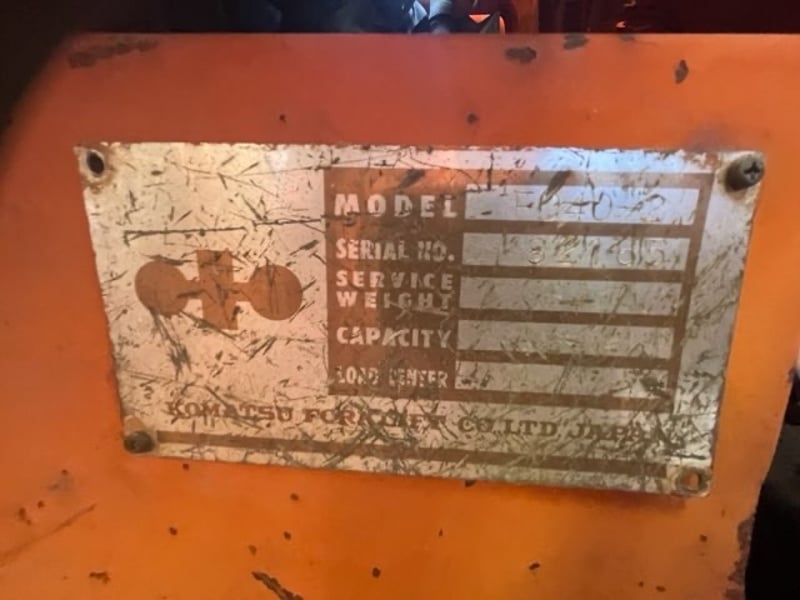 MODEL
SERIAL NO.
SERVICE
WEIGHT
CAPACITY
LOAD CENTER
KOMATSU FORKLIFT CO. LTD JAPAN